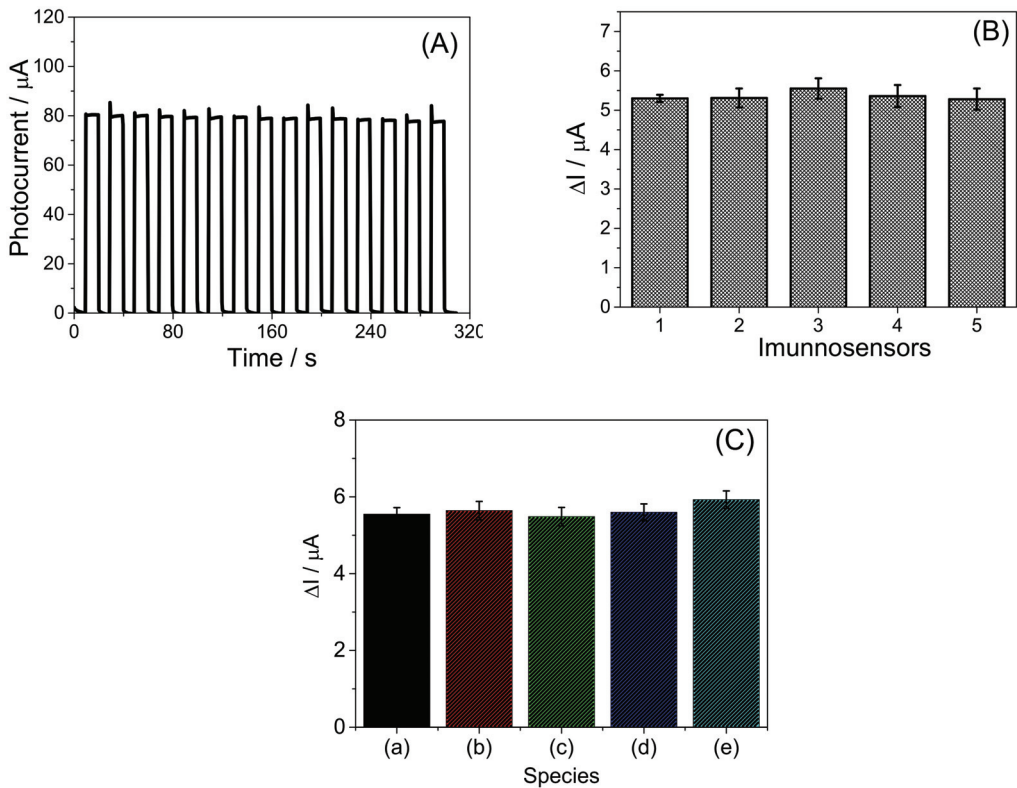 (A)
Photocurrent / μA
120
100
80
60
40
20
0
0 80 160 240 320
Time / s
(B)
ΔI / μA
7
6
5
4
3
2
1
0
1 2 3 4 5
Imunnosensors
(C)
ΔI / μA
8
6
4
2
0
(a) (b) (c) (d) (e)
Species